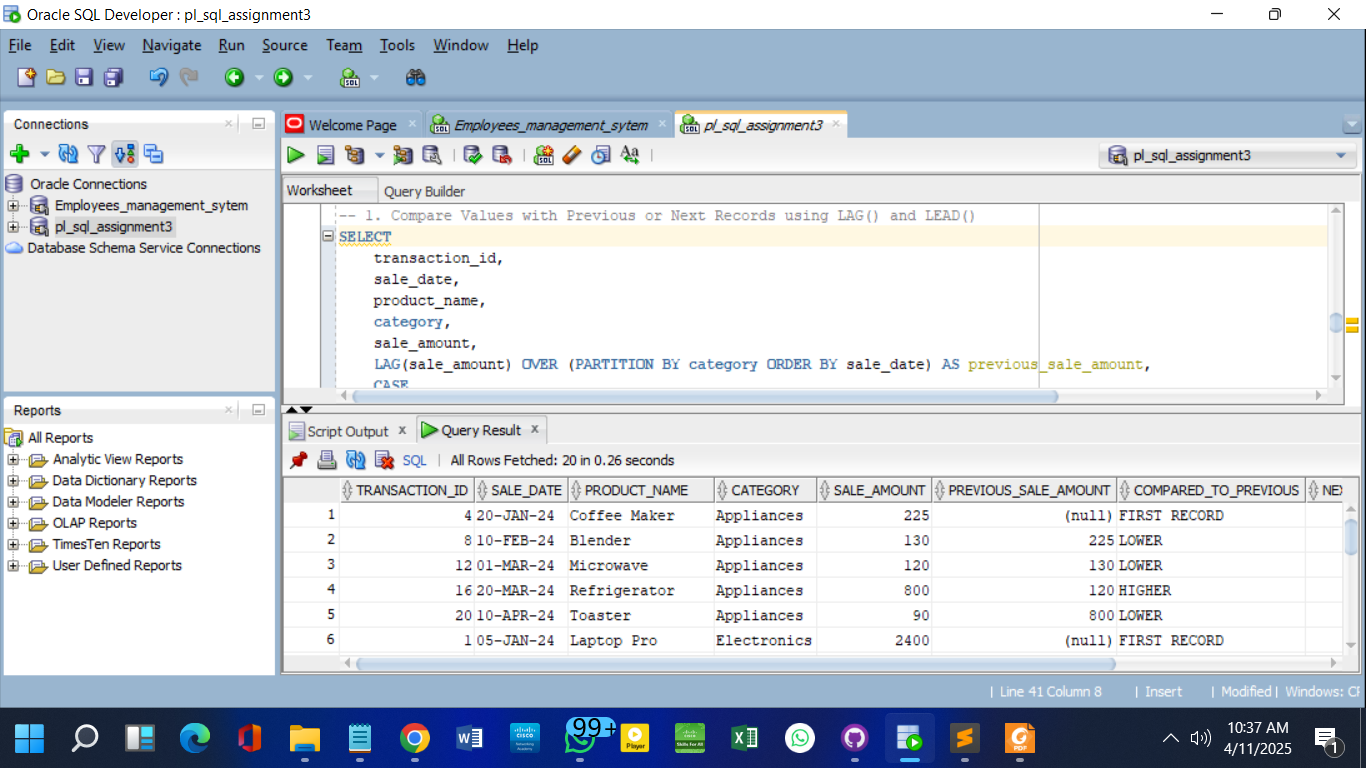 Oracle SQL Developer : pl_sql_assignment3
File Edit View Navigate Run Source Team Tools Window Help
Connections
Oracle Connections
Employees_management_sytem
pl_sql_assignment3
Database Schema Service Connections
Reports
All Reports
Analytic View Reports
Data Dictionary Reports
Data Modeler Reports
OLAP Reports
TimesTen Reports
User Defined Reports
Welcome Page Employees_management_sytem pl_sql_assignment3
pl_sql_assignment3
Worksheet Query Builder
-- 1. Compare Values with Previous or Next Records using LAG() and LEAD()
SELECT
transaction_id,
sale_date,
product_name,
category,
sale_amount,
LAG(sale_amount) OVER (PARTITION BY category ORDER BY sale_date) AS previous_sale_amount,
CASE
Script Output Query Result
SQL All Rows Fetched: 20 in 0.26 seconds
TRANSACTION_ID SALE_DATE PRODUCT_NAME CATEGORY SALE_AMOUNT PREVIOUS_SALE_AMOUNT COMPARED_TO_PREVIOUS
1 4 20-JAN-24 Coffee Maker Appliances 225 (null) FIRST RECORD
2 8 10-FEB-24 Blender Appliances 130 225 LOWER
3 12 01-MAR-24 Microwave Appliances 120 130 LOWER
4 16 20-MAR-24 Refrigerator Appliances 800 120 HIGHER
5 20 10-APR-24 Toaster Appliances 90 800 LOWER
6 1 05-JAN-24 Laptop Pro Electronics 2400 (null) FIRST RECORD
Line 41 Column 8 Insert Modified Windows:
99+
10:37 AM
4/11/2025
1